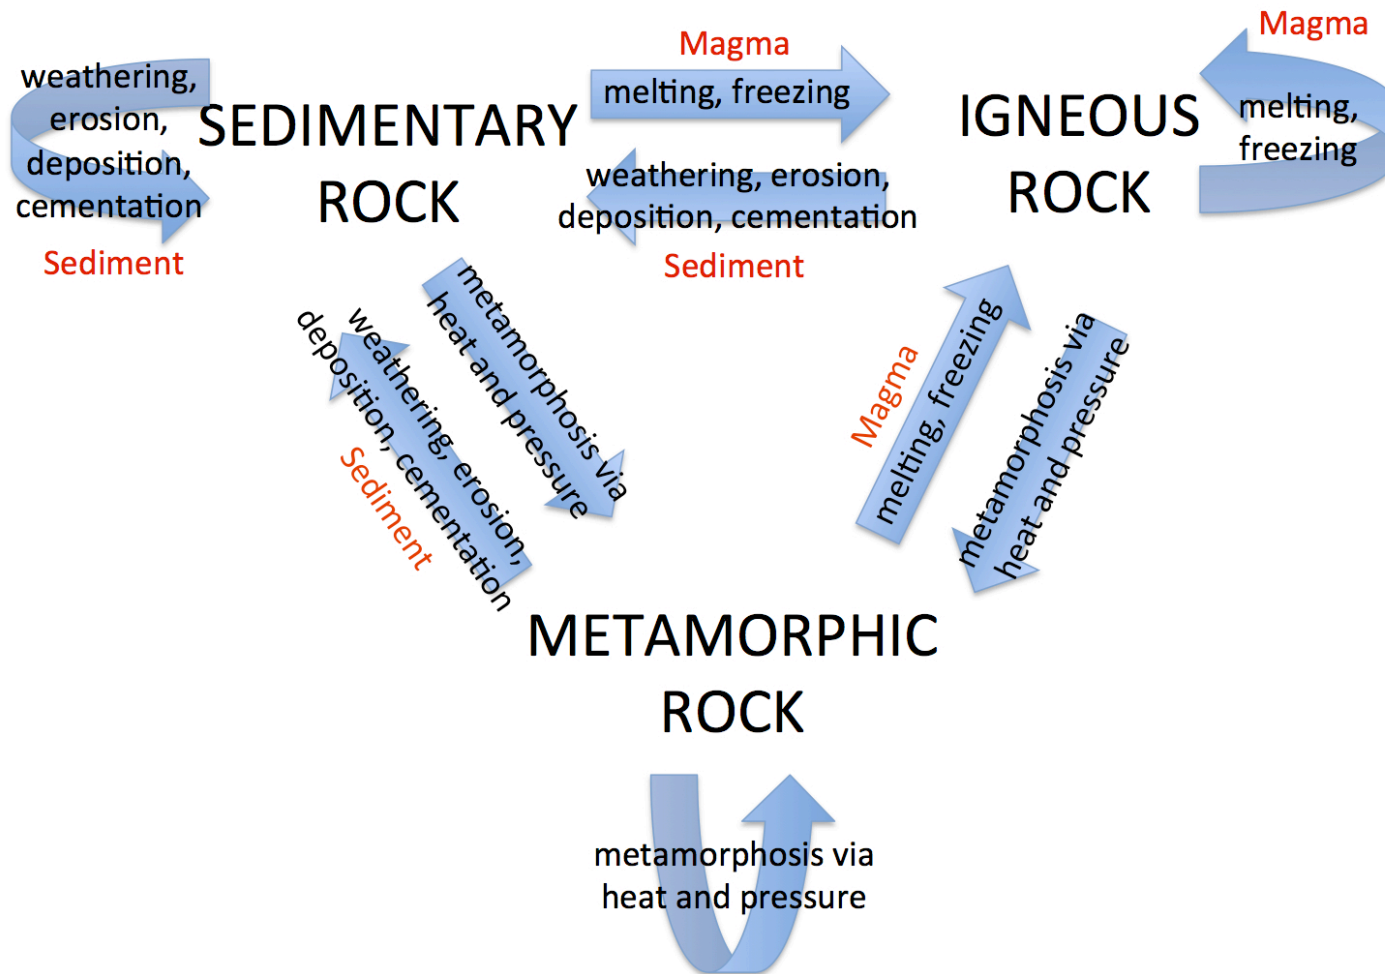 weathering,
erosion,
deposition,
cementation
Sediment
SEDIMENTARY
ROCK
Magma
melting, freezing
weathering, erosion,
deposition, cementation
Sediment
IGNEOUS
ROCK
Magma
melting,
freezing
metamorphosis via
heat and pressure
weathering, erosion,
deposition, cementation
Sediment
Magma
melting, freezing
metamorphosis via
heat and pressure
METAMORPHIC
ROCK
metamorphosis via
heat and pressure